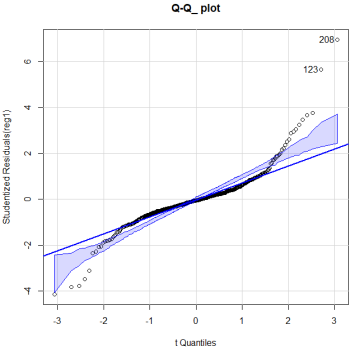 Q-Q_ plot
208
123
6
4
2
0
-2
-4
Studentized Residuals(reg1)
-3 -2 -1 0 1 2 3
t Quantiles